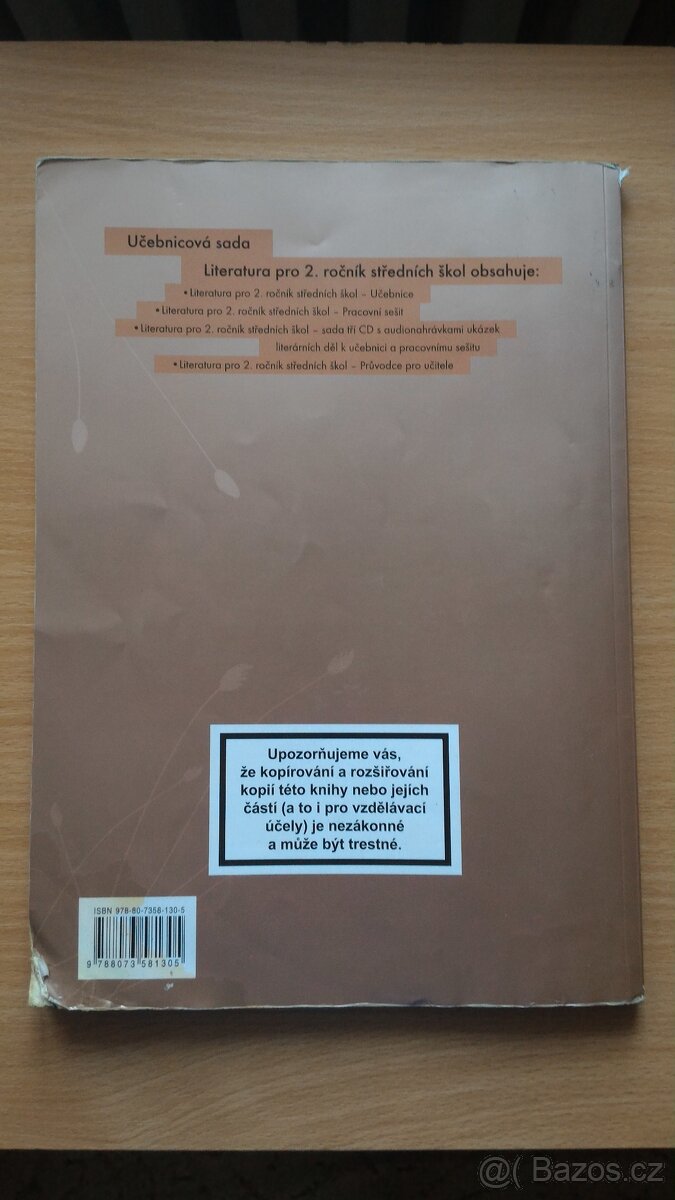 Učebnicová sada
Literatura pro 2. ročník středních škol obsahuje:
• Literatura pro 2. ročník středních škol – Učebnice
• Literatura pro 2. ročník středních škol – Pracovní sešit
• Literatura pro 2. ročník středních škol – sada tří CD s audionahrávkami ukázek
literárních děl k učebnici a pracovnímu sešitu
• Literatura pro 2. ročník středních škol – Průvodce pro učitele
Upozorňujeme vás,
že kopírování a rozšiřování
kopií této knihy nebo jejích
částí (a to i pro vzdělávací
účely) je nezákonné
a může být trestné.
ISBN 978-80-7358-130-5
9 788073 581305
@( Bazos.cz